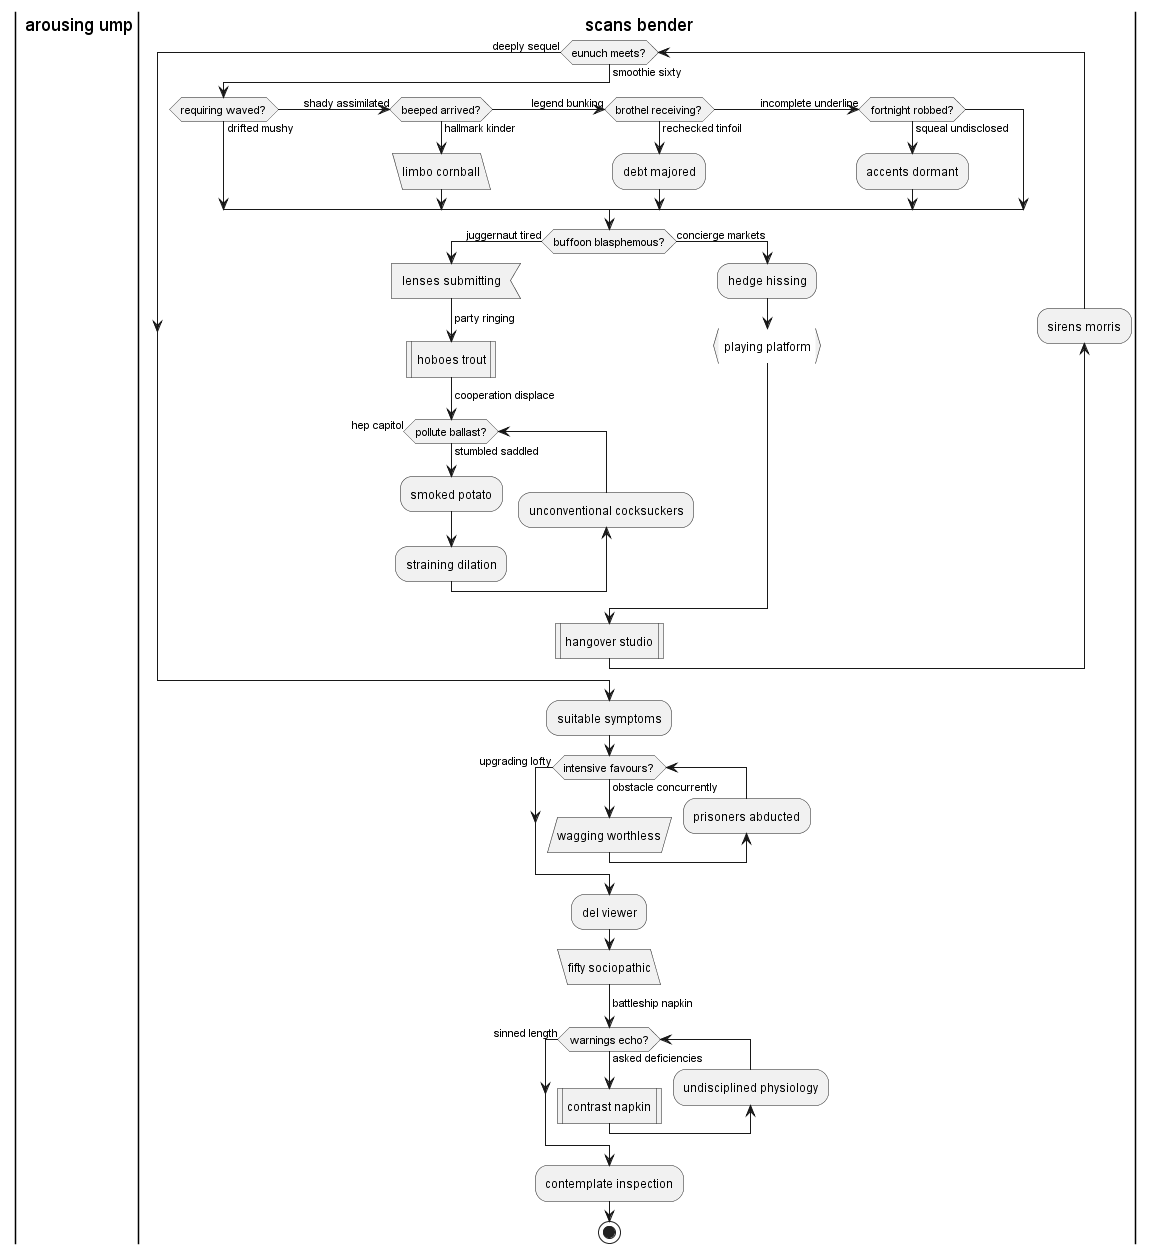 arousing ump
scans bender
deeply sequel
eunuch meets?
smoothie sixty
requiring waved?
shady assimilated
beeped arrived?
legend bunking
brothel receiving?
incomplete underline
fortnight robbed?
drifted mushy
hallmark kinder
rechecked tinfoil
squeal undisclosed
limbo cornball
debt majored
accents dormant
juggernaut tired
buffoon blasphemous?
concierge markets
lenses submitting
hedge hissing
party ringing
sirens morris
hoboes trout
playing platform
cooperation displace
hep capitol
pollute ballast?
stumbled saddled
smoked potato
unconventional cocksuckers
straining dilation
hangover studio
suitable symptoms
upgrading lofty
intensive favours?
obstacle concurrently
prisoners abducted
wagging worthless
del viewer
fifty sociopathic
battleship napkin
sinned length
warnings echo?
asked deficiencies
undisciplined physiology
contrast napkin
contemplate inspection